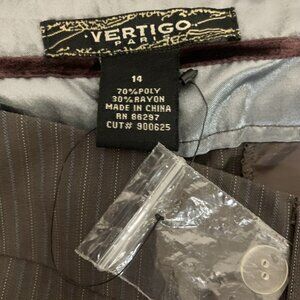 VERTIGO
PARIS
14
70% POLY
30% RAYON
MADE IN CHINA
RN 86297
CUT# 900625